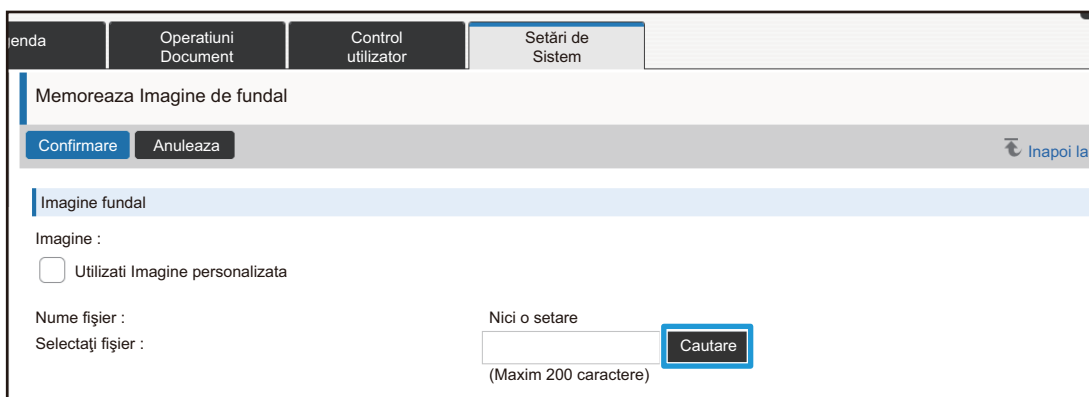 genda
Operatiuni
Document
Control
utilizator
Setări de
Sistem
Memoreaza Imagine de fundal
Confirmare Anuleaza
Inapoi la
Imagine fundal
Imagine :
Utilizati Imagine personalizata
Nume fişier : Nici o setare
Selectaţi fişier : Cautare
(Maxim 200 caractere)